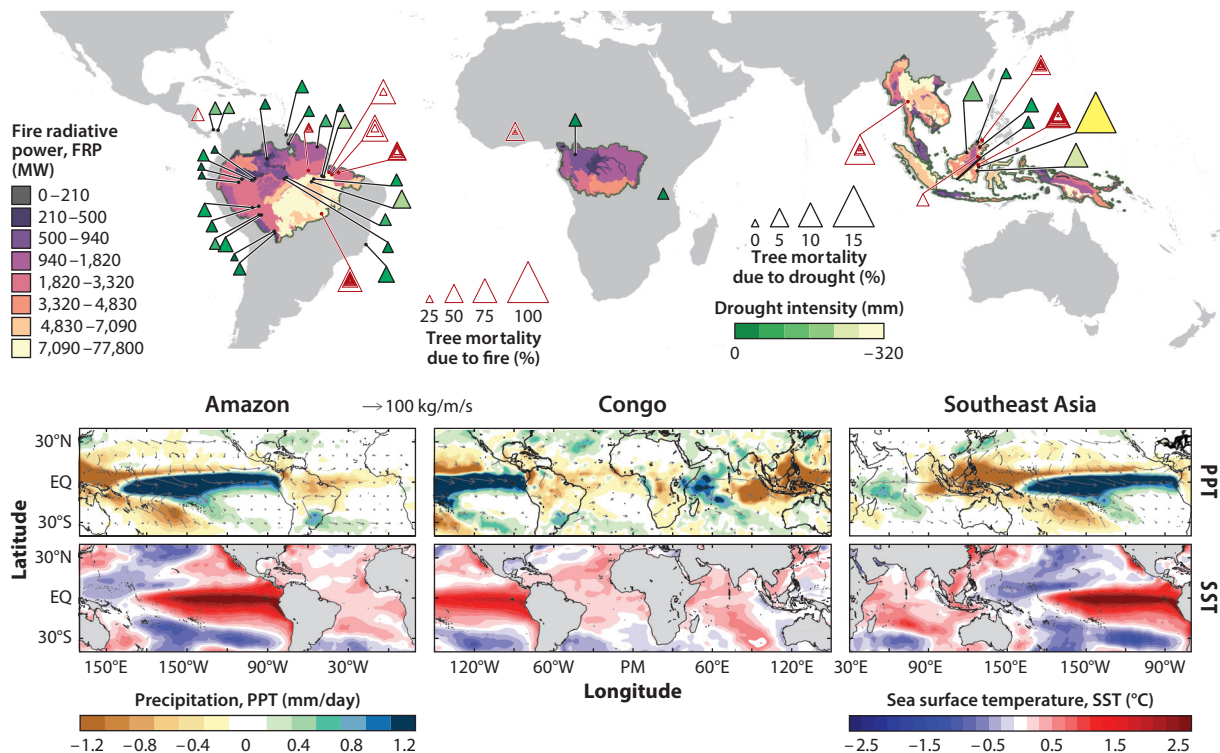 Fire radiative
power, FRP
(MW)
0–210
210–500
500–940
940–1,820
1,820–3,320
3,320–4,830
4,830–7,090
7,090–77,800
25 50 75 100
Tree mortality
due to fire (%)
0 5 10 15
Tree mortality
due to drought (%)
Drought intensity (mm)
0 −320
Amazon → 100 kg/m/s Congo Southeast Asia
30°N
EQ
30°S
PPT
30°N
EQ
30°S
SST
Latitude
150°E 150°W 90°W 30°W 120°W 60°W PM 60°E 120°E 30°E 90°E 150°E 150°W 90°W
Longitude
Precipitation, PPT (mm/day)
−1.2 −0.8 −0.4 0 0.4 0.8 1.2
Sea surface temperature, SST (°C)
−2.5 −1.5 −0.5 0.5 1.5 2.5